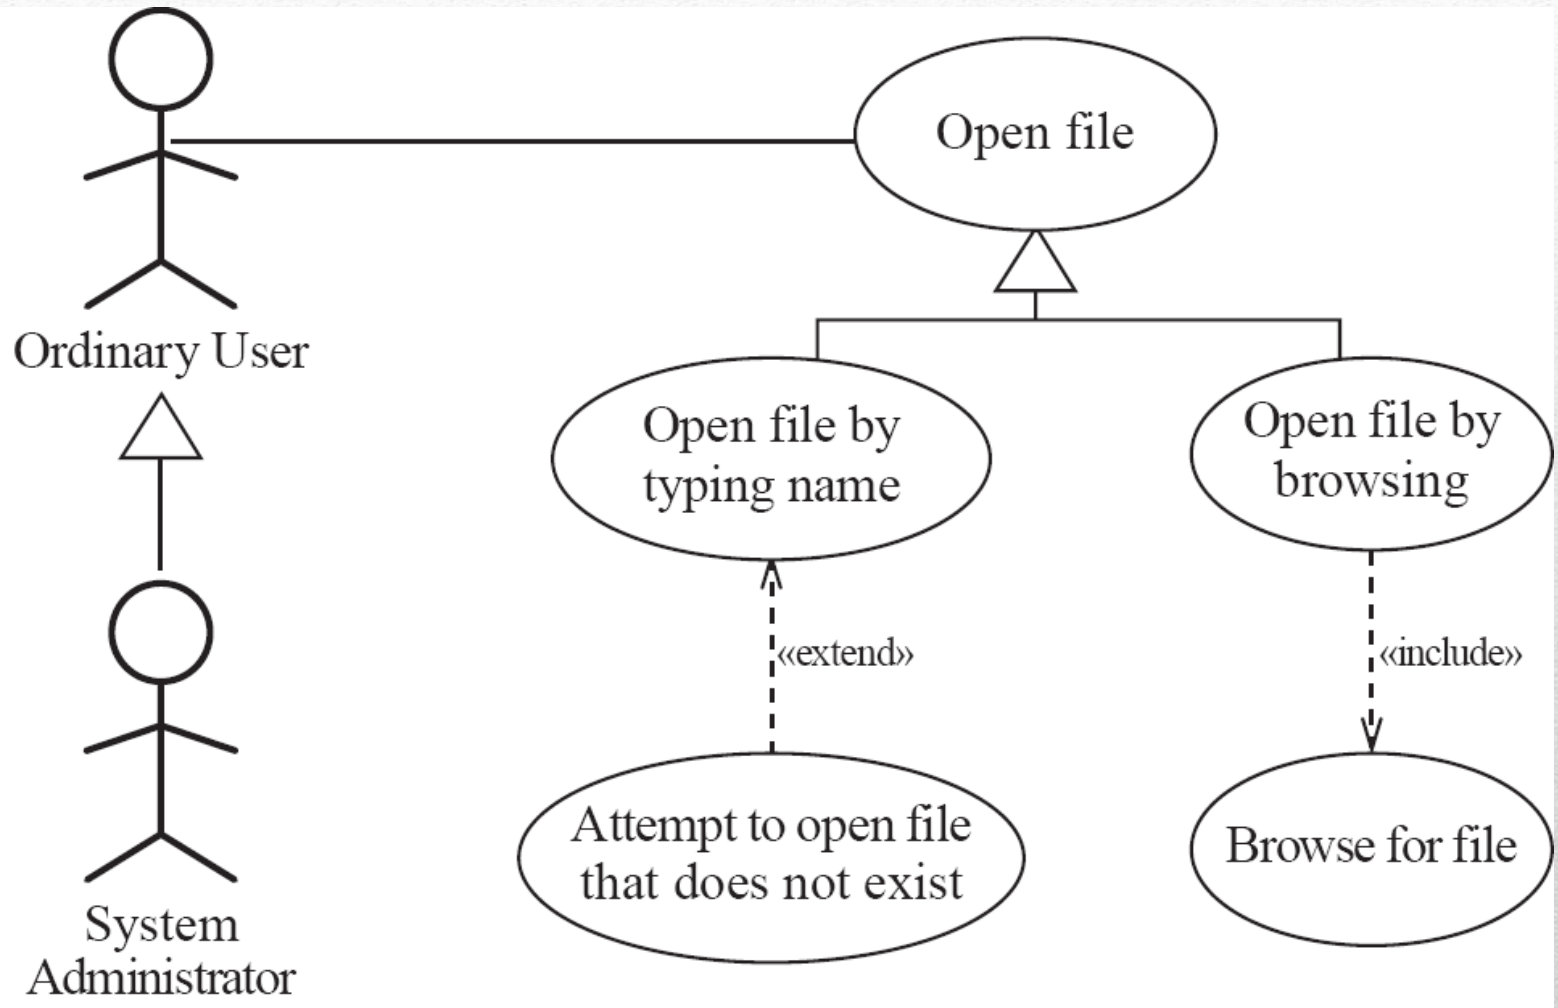 Open file
Ordinary User
Open file by
typing name
Open file by
browsing
«extend»
«include»
Attempt to open file
that does not exist
Browse for file
System
Administrator